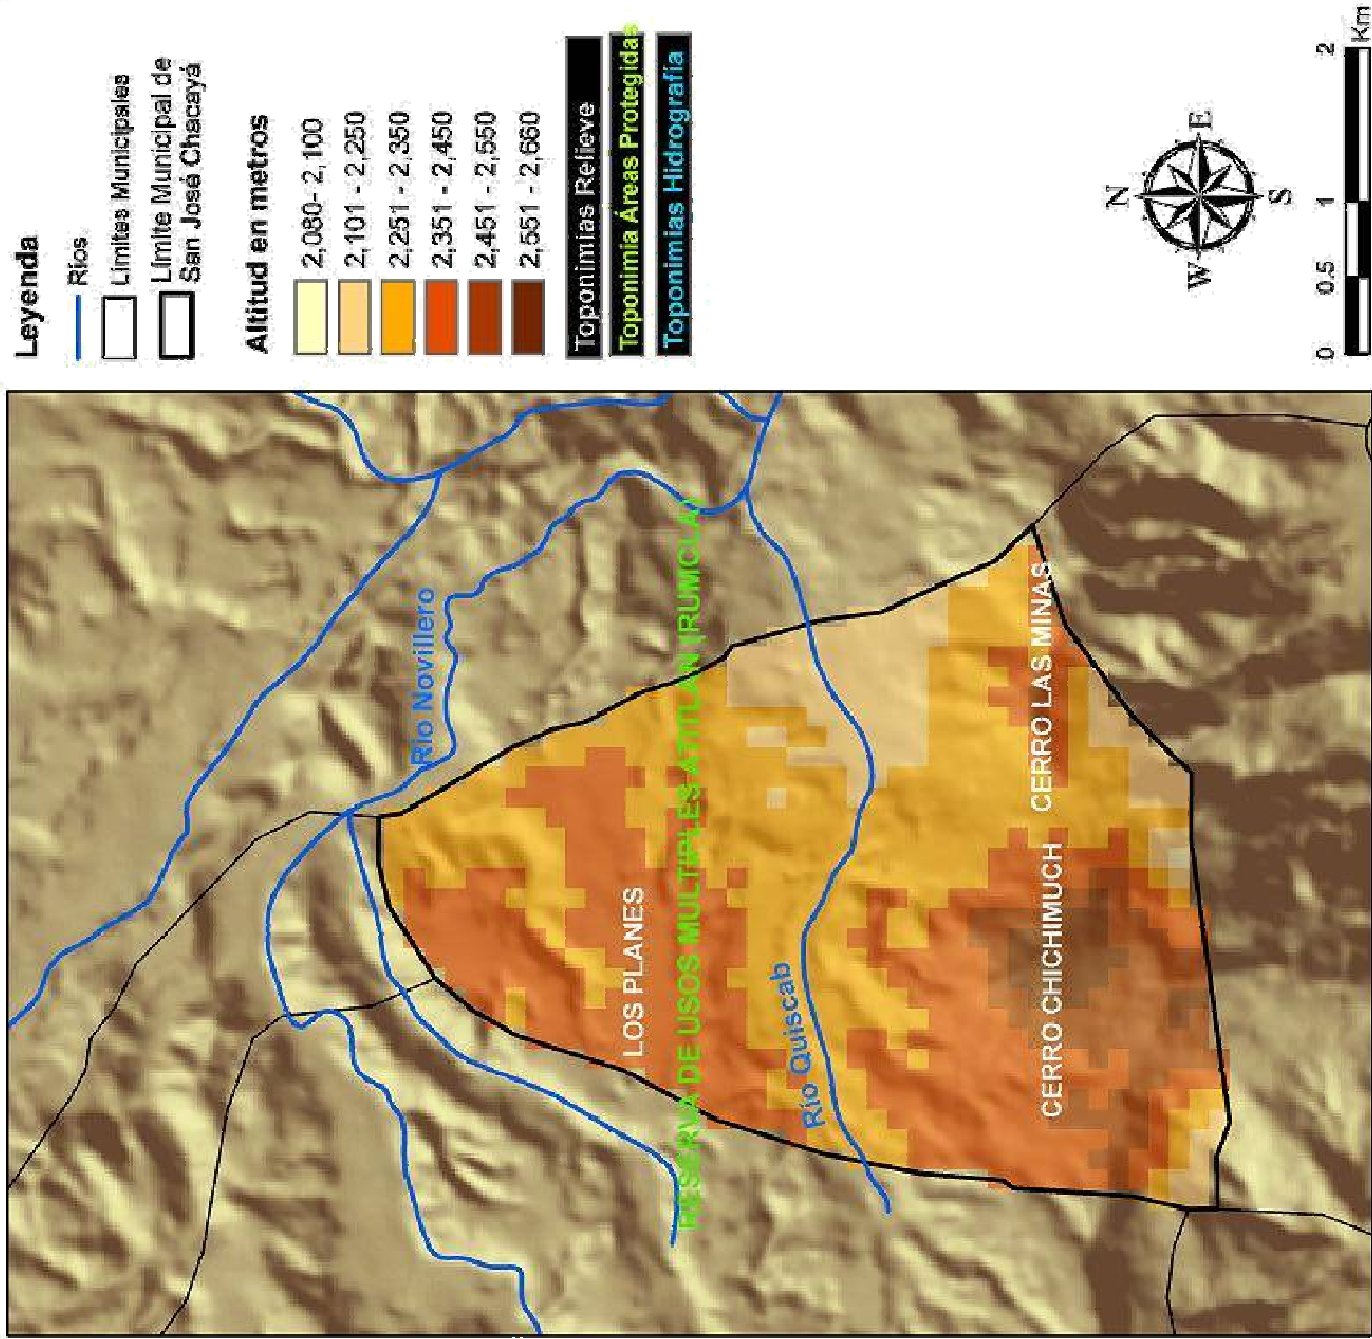 Leyenda
Ríos
Límites Municipales
Límite Municipal de
San José Chacayá
Altitud en metros
2,080- 2,100
2,101 - 2,250
2,251 - 2,350
2,351 - 2,450
2,451 - 2,550
2,551 - 2,660
Toponimias Relieve
Toponimia Áreas Protegidas
Toponimias Hidrografía
N
W
E
S
0
0.5
1
2
Km
Río Novillero
LOS PLANES
RESERVA DE USOS MULTIPLES ATITLAN (RUMCLA)
Río Quiscab
CERRO CHICHIMUCH
CERRO LAS MINAS